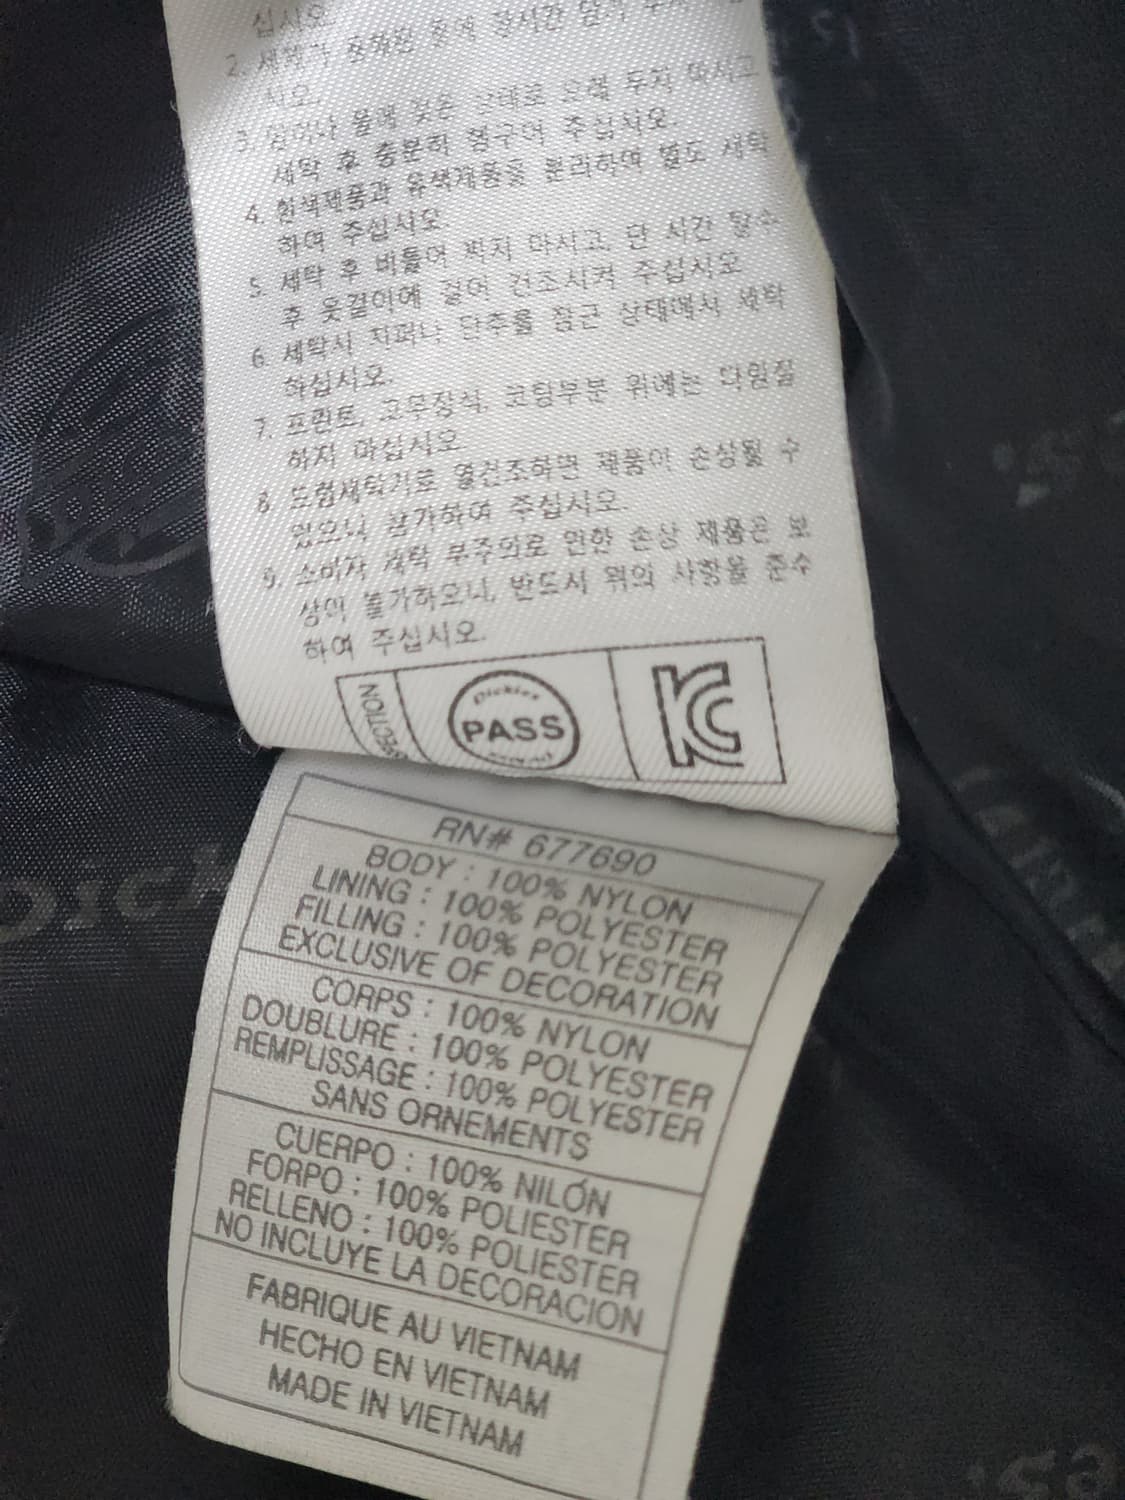 십시오
2. 세제가 용해된 중에 장시간 담가 두지
시오.
3. 땀이나 물에 젖은 상태로 오래 두지 마시고
세탁 후 충분히 헹구어 주십시오.
4. 흰색제품과 유색제품을 분리하여 별도 세탁
하여 주십시오
5. 세탁 후 비틀어 짜지 마시고, 단 시간 탈소
후 옷걸이에 걸어 건조시켜 주십시오
6. 세탁시 지퍼나 단추를 잠근 상태에서 세탁
하십시오.
7. 프린트, 고무장식, 코팅부분 위에는 다림질
하지 마십시오
8. 드럼세탁기로 열건조하면 제품이 손상될 수
있으니 삼가하여 주십시오.
9. 소비자 세탁 부주의로 인한 손상 제품은 보
상이 불가하오니, 반드시 위의 사항을 준수
하여 주십시오.
Dickies
PASS
KC
RN# 677690
BODY : 100% NYLON
LINING : 100% POLYESTER
FILLING : 100% POLYESTER
EXCLUSIVE OF DECORATION
CORPS : 100% NYLON
DOUBLURE : 100% POLYESTER
REMPLISSAGE : 100% POLYESTER
SANS ORNEMENTS
CUERPO : 100% NILÓN
FORPO : 100% POLIESTER
RELLENO : 100% POLIESTER
NO INCLUYE LA DECORACION
FABRIQUE AU VIETNAM
HECHO EN VIETNAM
MADE IN VIETNAM